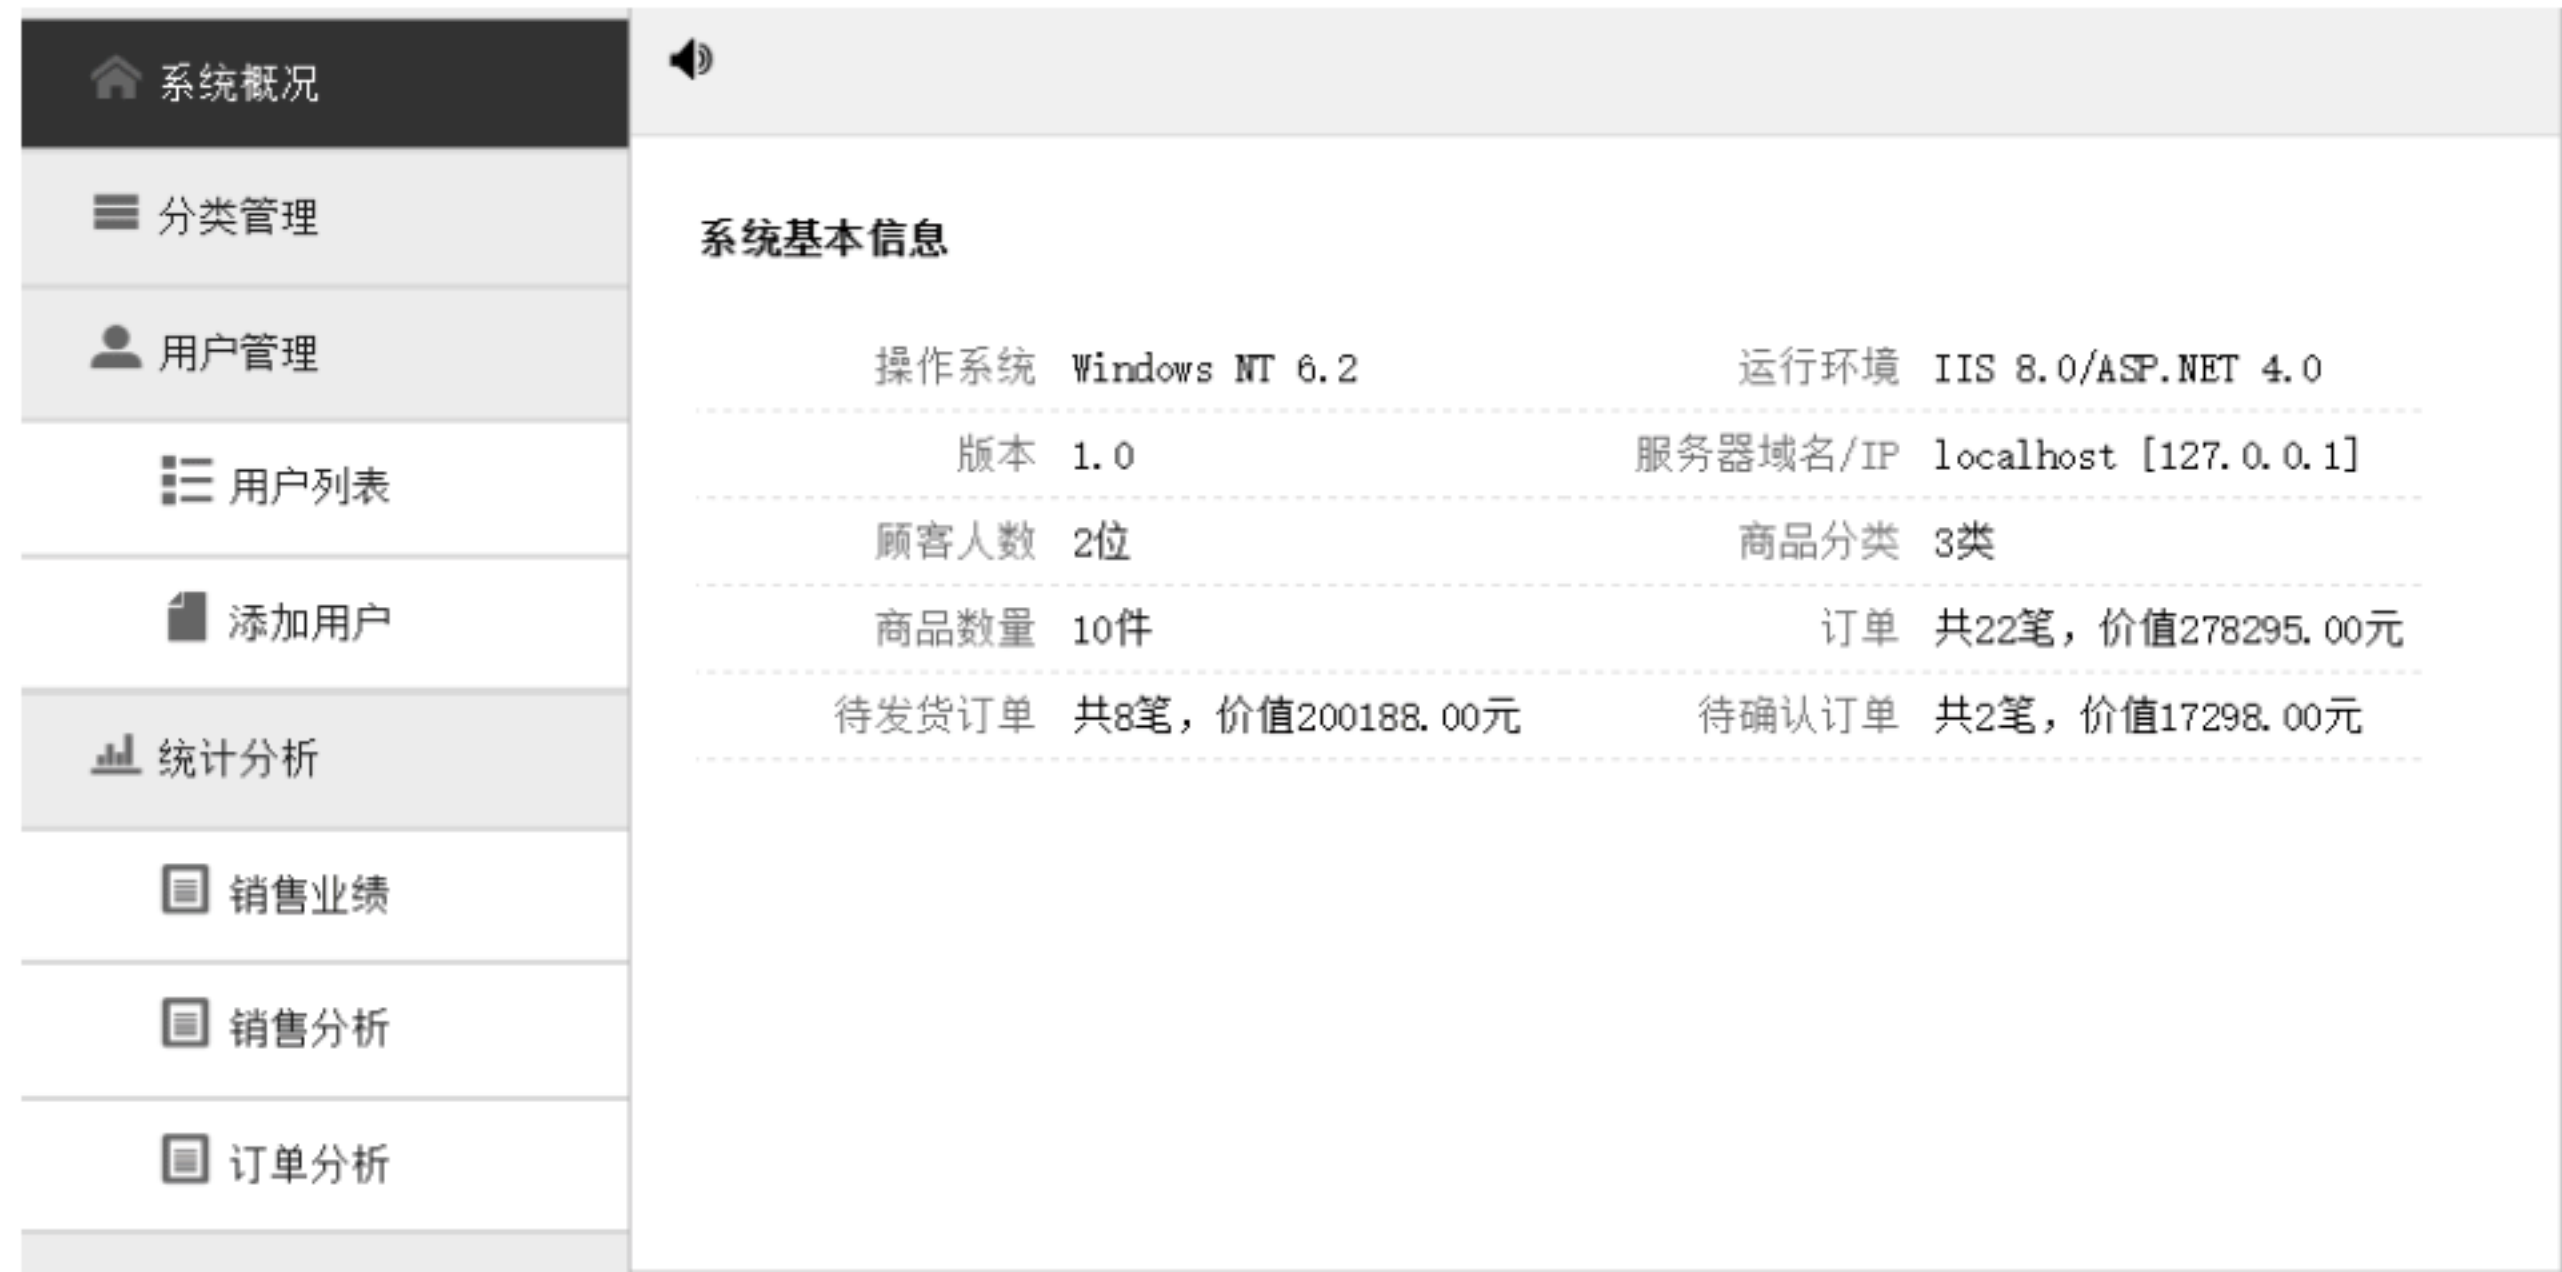 系统概况
分类管理
用户管理
用户列表
添加用户
统计分析
销售业绩
销售分析
订单分析
系统基本信息
操作系统 Windows NT 6.2 运行环境 IIS 8.0/ASP.NET 4.0
版本 1.0 服务器域名/IP localhost [127.0.0.1]
顾客人数 2位 商品分类 3类
商品数量 10件 订单 共22笔，价值278295.00元
待发货订单 共8笔，价值200188.00元 待确认订单 共2笔，价值17298.00元